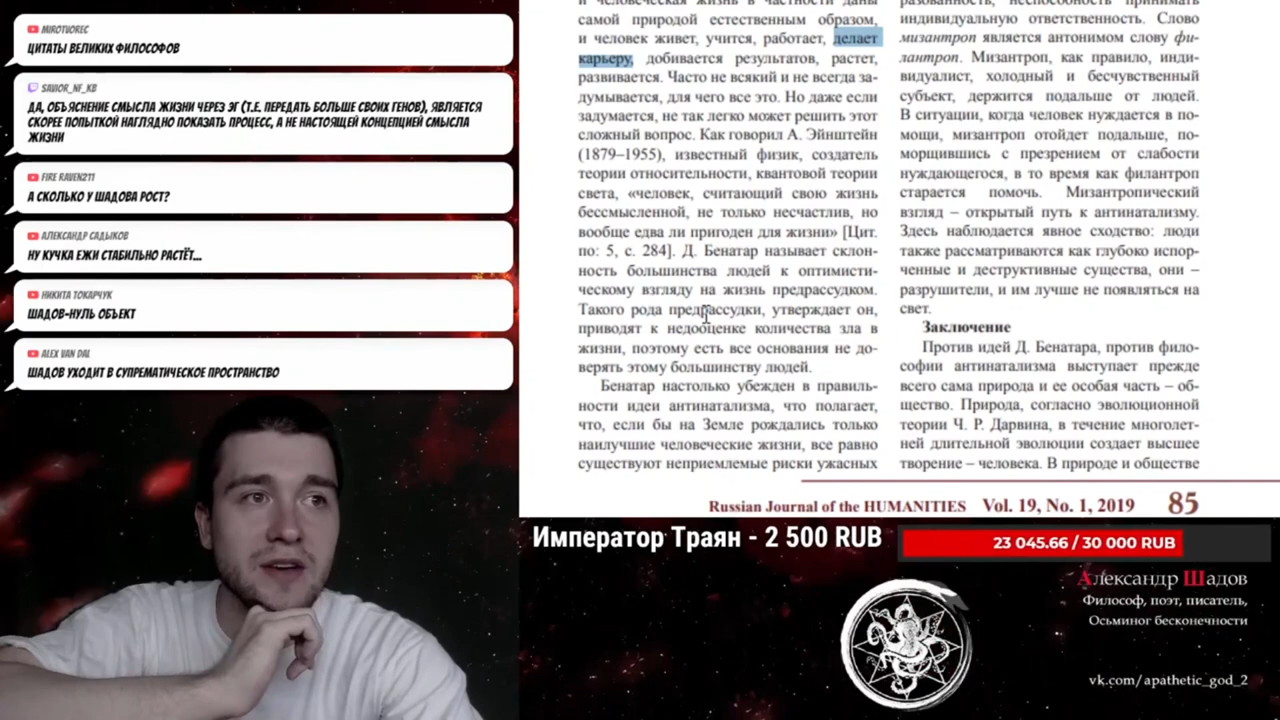 MIROTVOREC
ЦИТАТЫ ВЕЛИКИХ ФИЛОСОФОВ
SAVIOR_NF_KB
ДА, ОБЪЯСНЕНИЕ СМЫСЛА ЖИЗНИ ЧЕРЕЗ ЭГ (Т.Е. ПЕРЕДАТЬ БОЛЬШЕ СВОИХ ГЕНОВ), ЯВЛЯЕТСЯ
СКОРЕЕ ПОПЫТКОЙ НАГЛЯДНО ПОКАЗАТЬ ПРОЦЕСС, А НЕ НАСТОЯЩЕЙ КОНЦЕПЦИЕЙ СМЫСЛА
ЖИЗНИ
FIRE RAVEN211
А СКОЛЬКО У ШАДОВА РОСТ?
АЛЕКСАНДР САДЫКОВ
НУ КУЧКА ЕЖИ СТАБИЛЬНО РАСТЁТ...
НИКИТА ТОКАРЧУК
ШАДОВ-НУЛЬ ОБЪЕКТ
ALEX VAN DAL
ШАДОВ УХОДИТ В СУПРЕМАТИЧЕСКОЕ ПРОСТРАНСТВО
и человеческая жизнь в частности даны
самой природой естественным образом,
и человек живет, учится, работает, делает
карьеру, добивается результатов, растет,
развивается. Часто не всякий и не всегда за-
думывается, для чего все это. Но даже если
задумается, не так легко может решить этот
сложный вопрос. Как говорил А. Эйнштейн
(1879–1955), известный физик, создатель
теории относительности, квантовой теории
света, «человек, считающий свою жизнь
бессмысленной, не только несчастлив, но
вообще едва ли пригоден для жизни» [Цит.
по: 5, с. 284]. Д. Бенатар называет склон-
ность большинства людей к оптимисти-
ческому взгляду на жизнь предрассудком.
Такого рода предрассудки, утверждает он,
приводят к недооценке количества зла в
жизни, поэтому есть все основания не до-
верять этому большинству людей.
Бенатар настолько убежден в правиль-
ности идеи антинатализма, что полагает,
что, если бы на Земле рождались только
наилучшие человеческие жизни, все равно
существуют неприемлемые риски ужасных
разованность, неспособность принимать
индивидуальную ответственность. Слово
мизантроп является антонимом слову фи-
лантроп. Мизантроп, как правило, инди-
видуалист, холодный и бесчувственный
субъект, держится подальше от людей.
В ситуации, когда человек нуждается в по-
мощи, мизантроп отойдет подальше, по-
морщившись с презрением от слабости
нуждающегося, в то время как филантроп
старается помочь. Мизантропический
взгляд – открытый путь к антинатализму.
Здесь наблюдается явное сходство: люди
также рассматриваются как глубоко испор-
ченные и деструктивные существа, они –
разрушители, и им лучше не появляться на
свет.
Заключение
Против идей Д. Бенатара, против фило-
софии антинатализма выступает прежде
всего сама природа и ее особая часть – об-
щество. Природа, согласно эволюционной
теории Ч. Р. Дарвина, в течение многолет-
ней длительной эволюции создает высшее
творение – человека. В природе и обществе
Russian Journal of the HUMANITIES Vol. 19, No. 1, 2019 85
Император Траян - 2 500 RUB
23 045.66 / 30 000 RUB
Александр Шадов
Философ, поэт, писатель,
Осьминог бесконечности
vk.com/apathetic_god_2